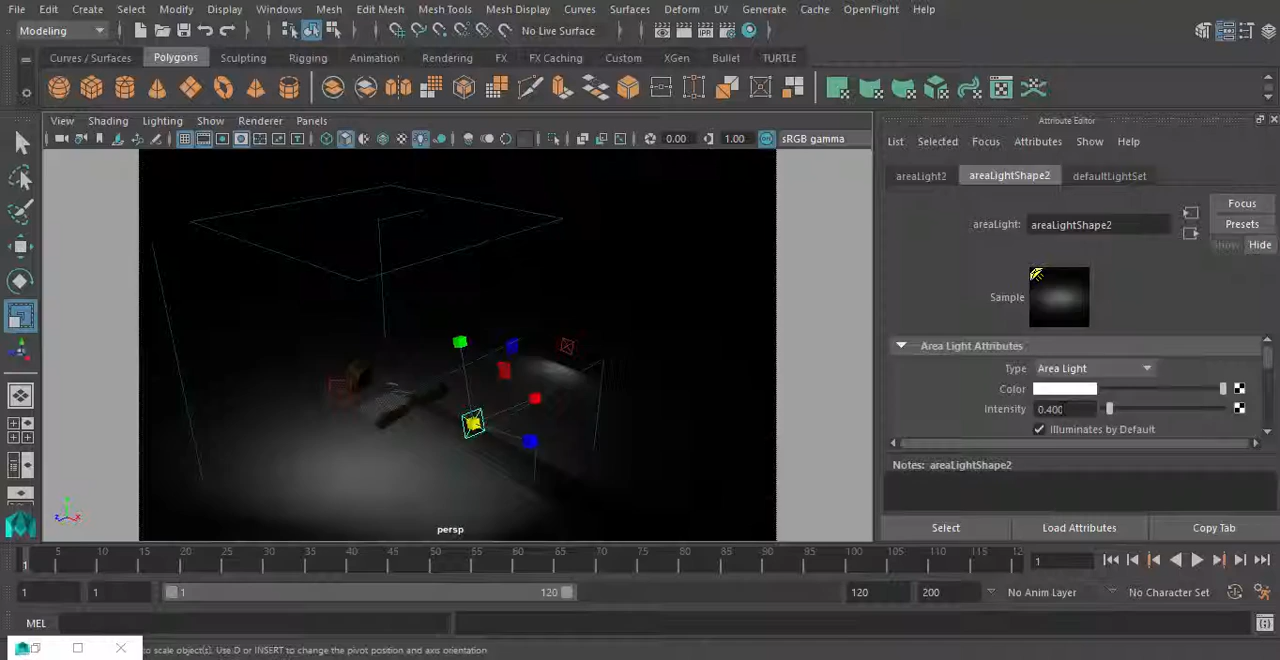 File Edit Create Select Modify Display Windows Mesh Edit Mesh Mesh Tools Mesh Display Curves Surfaces Deform UV Generate Cache OpenFlight Help
Modeling No Live Surface
Curves / Surfaces Polygons Sculpting Rigging Animation Rendering FX FX Caching Custom XGen Bullet TURTLE
View Shading Lighting Show Renderer Panels
0.00 1.00 sRGB gamma
Attribute Editor
List Selected Focus Attributes Show Help
areaLight2 areaLightShape2 defaultLightSet
areaLight: areaLightShape2
Focus
Presets
Show Hide
Sample
Area Light Attributes
Type Area Light
Color
Intensity 0.400
Illuminates by Default
Notes: areaLightShape2
Select Load Attributes Copy Tab
persp
5 10 15 20 25 30 35 40 45 50 55 60 65 70 75 80 85 90 95 100 105 110 115 12
1
1
1 1 1 120 120 200 No Anim Layer No Character Set
MEL
to scale object(s). Use D or INSERT to change the pivot position and axis orientation